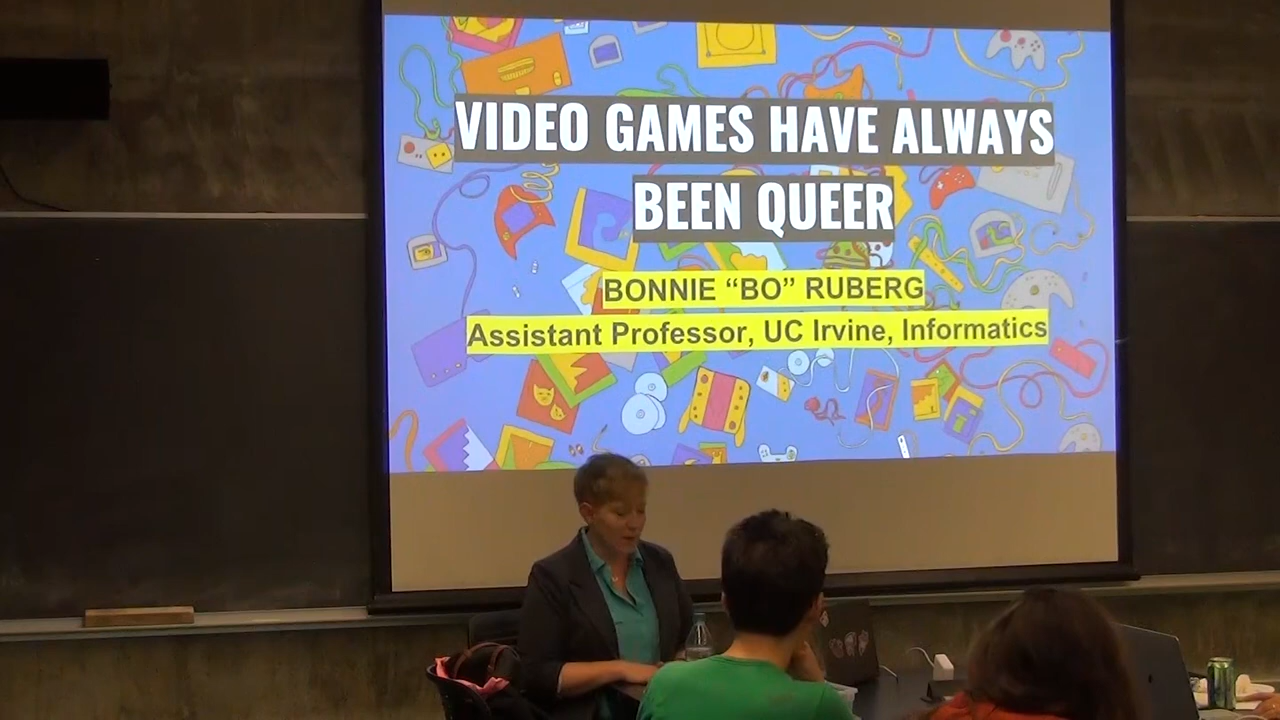 VIDEO GAMES HAVE ALWAYS
BEEN QUEER
BONNIE “BO” RUBERG
Assistant Professor, UC Irvine, Informatics